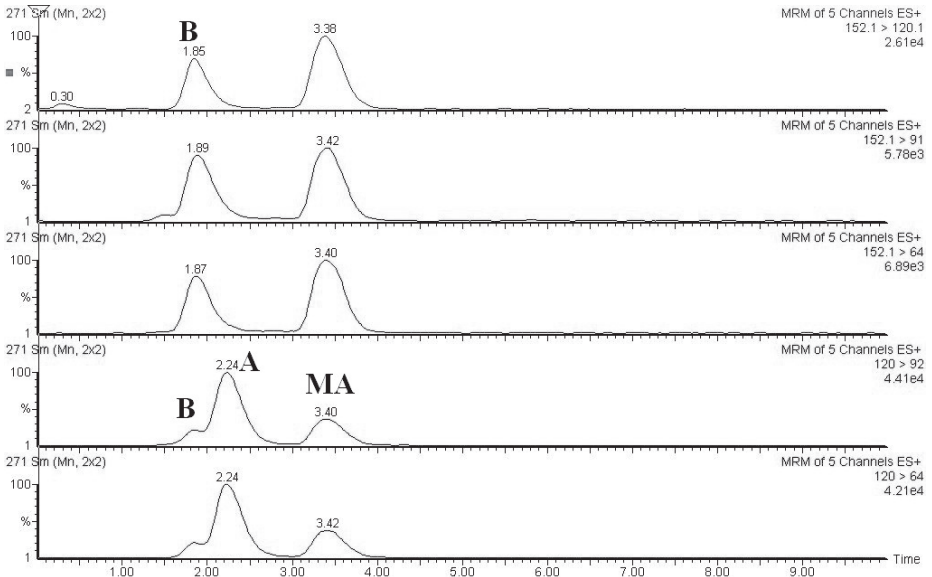 271 Sm (Mn, 2x2)
MRM of 5 Channels ES+
152.1 > 120.1
2.61e4
B
100
%
2
0.30
1.85
3.38
271 Sm (Mn, 2x2)
MRM of 5 Channels ES+
152.1 > 91
5.78e3
100
%
1
1.89
3.42
271 Sm (Mn, 2x2)
MRM of 5 Channels ES+
152.1 > 64
6.89e3
100
%
1
1.87
3.40
271 Sm (Mn, 2x2)
MRM of 5 Channels ES+
120 > 92
4.41e4
100
%
1
B
2.24
A
MA
3.40
271 Sm (Mn, 2x2)
MRM of 5 Channels ES+
120 > 64
4.21e4
100
%
1
2.24
3.42
Time
1.00 2.00 3.00 4.00 5.00 6.00 7.00 8.00 9.00